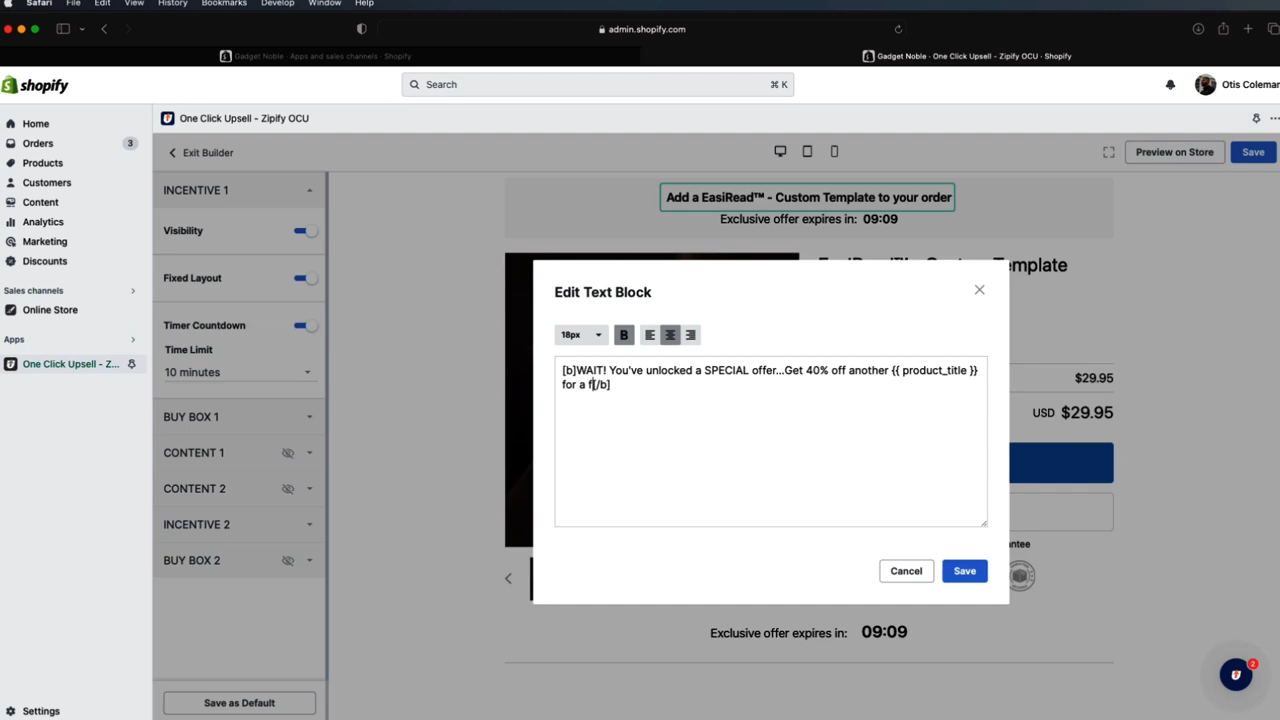 Safari File Edit View History Bookmarks Develop Window Help
admin.shopify.com
Gadget Noble · Apps and sales channels · Shopify
Gadget Noble · One Click Upsell - Zipify OCU · Shopify
shopify
Search
⌘ K
Otis Coleman
Home
Orders
3
Products
Customers
Content
Analytics
Marketing
Discounts
Sales channels
Online Store
Apps
One Click Upsell - Z...
Settings
One Click Upsell - Zipify OCU
Exit Builder
Preview on Store
Save
INCENTIVE 1
Visibility
Fixed Layout
Timer Countdown
Time Limit
10 minutes
BUY BOX 1
CONTENT 1
CONTENT 2
INCENTIVE 2
BUY BOX 2
Save as Default
Add a EasiRead™ - Custom Template to your order
Exclusive offer expires in: 09:09
Template
Edit Text Block
18px
B
[b]WAIT! You've unlocked a SPECIAL offer...Get 40% off another {{ product_title }}
for a f[/b]
Cancel
Save
$29.95
USD $29.95
Exclusive offer expires in: 09:09
2